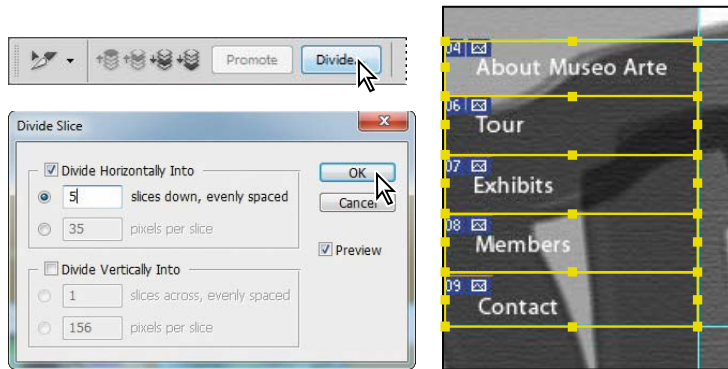 Promote
Divide...
Divide Slice
Divide Horizontally Into
5 slices down, evenly spaced
35 pixels per slice
Divide Vertically Into
1 slices across, evenly spaced
156 pixels per slice
OK
Cancel
Preview
04
About Museo Arte
06
Tour
07
Exhibits
08
Members
09
Contact